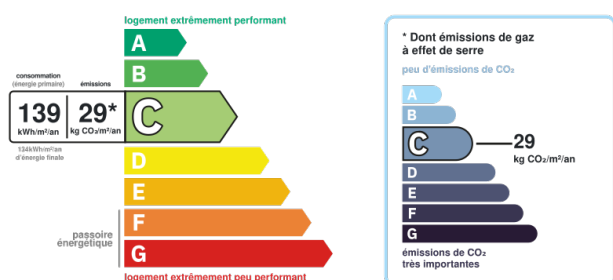 logement extrêmement performant
A
B
consommation
(énergie primaire)
émissions
139
kWh/m²/an
29*
kg CO₂/m²/an
C
134kWh/m²/an
d'énergie finale
D
E
F
passoire
énergétique
G
logement extrêmement peu performant
* Dont émissions de gaz
à effet de serre
peu d'émissions de CO₂
A
B
C
29
kg CO₂/m²/an
D
E
F
G
émissions de CO₂
très importantes